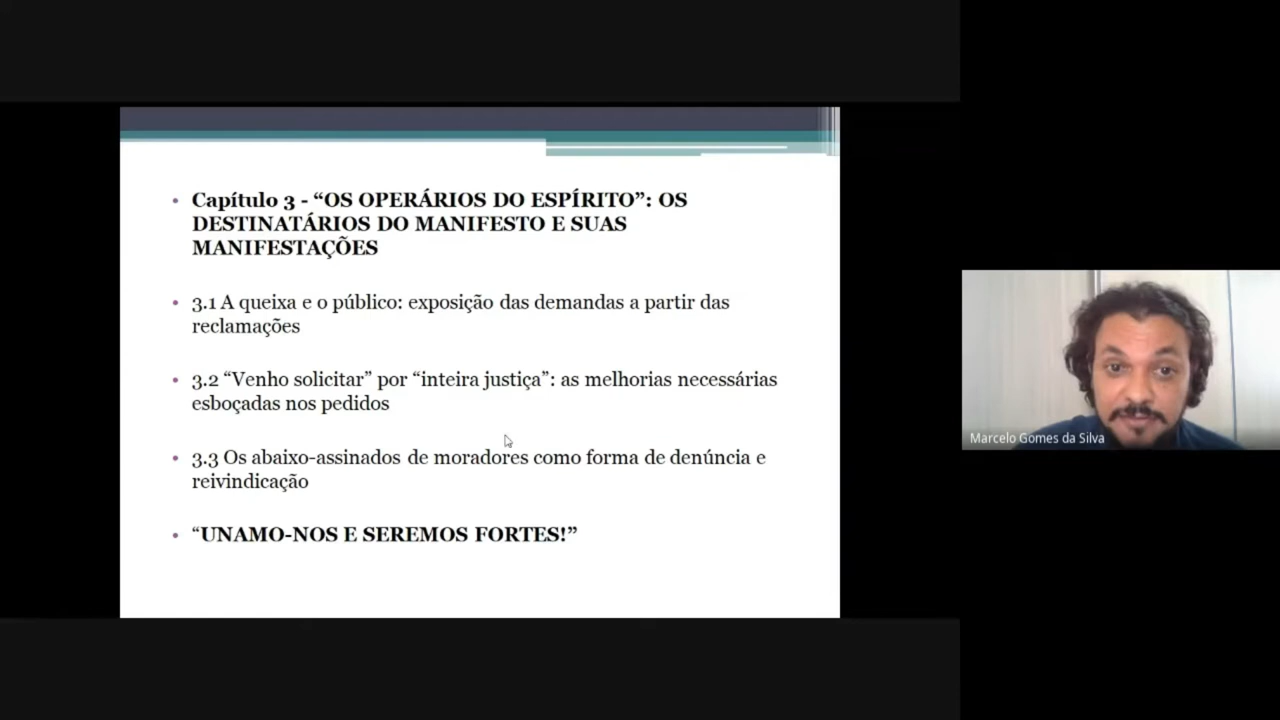 Capítulo 3 - “OS OPERÁRIOS DO ESPÍRITO”: OS
DESTINATÁRIOS DO MANIFESTO E SUAS
MANIFESTAÇÕES
3.1 A queixa e o público: exposição das demandas a partir das
reclamações
3.2 “Venho solicitar” por “inteira justiça”: as melhorias necessárias
esboçadas nos pedidos
3.3 Os abaixo-assinados de moradores como forma de denúncia e
reivindicação
“UNAMO-NOS E SEREMOS FORTES!”
Marcelo Gomes da Silva